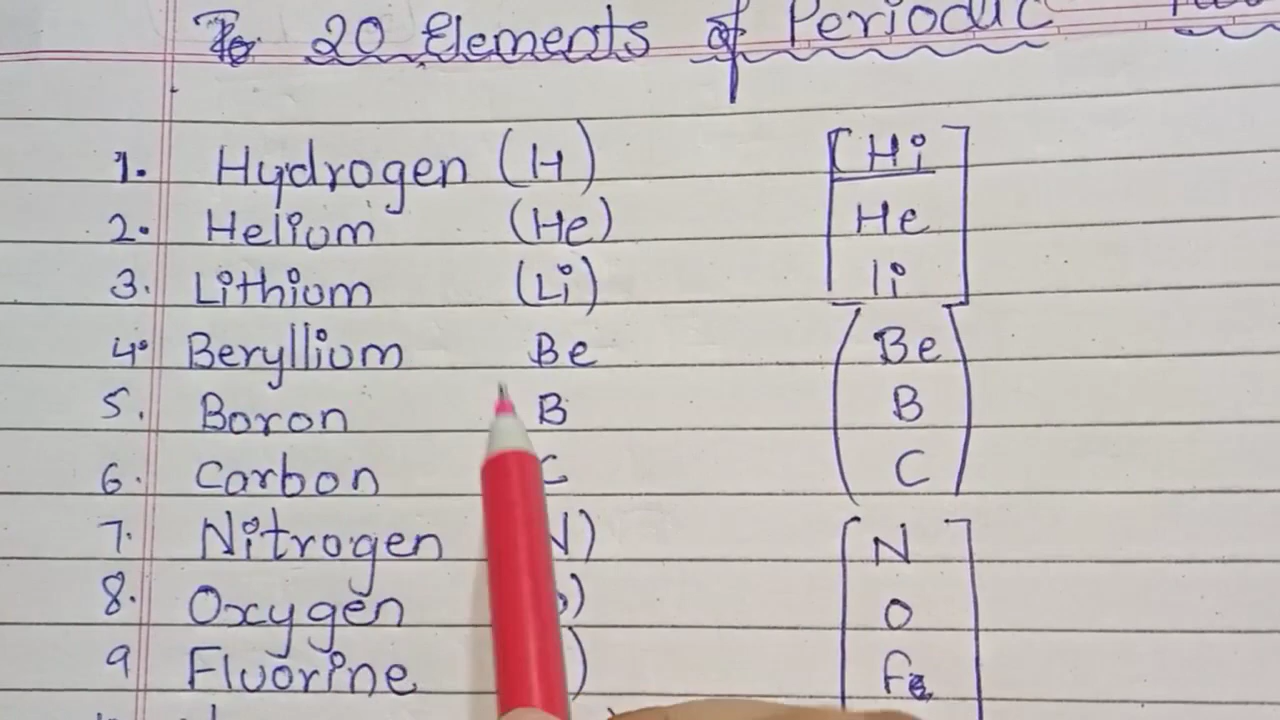 20 Elements of Periodic
1. Hydrogen (H) [Hi]
2. Helium (He) He
3. Lithium (Li) li
4. Beryllium Be (Be)
5. Boron B B
6. Carbon C C
7. Nitrogen N) [N]
8. Oxygen ) O
9 Fluorine ) F